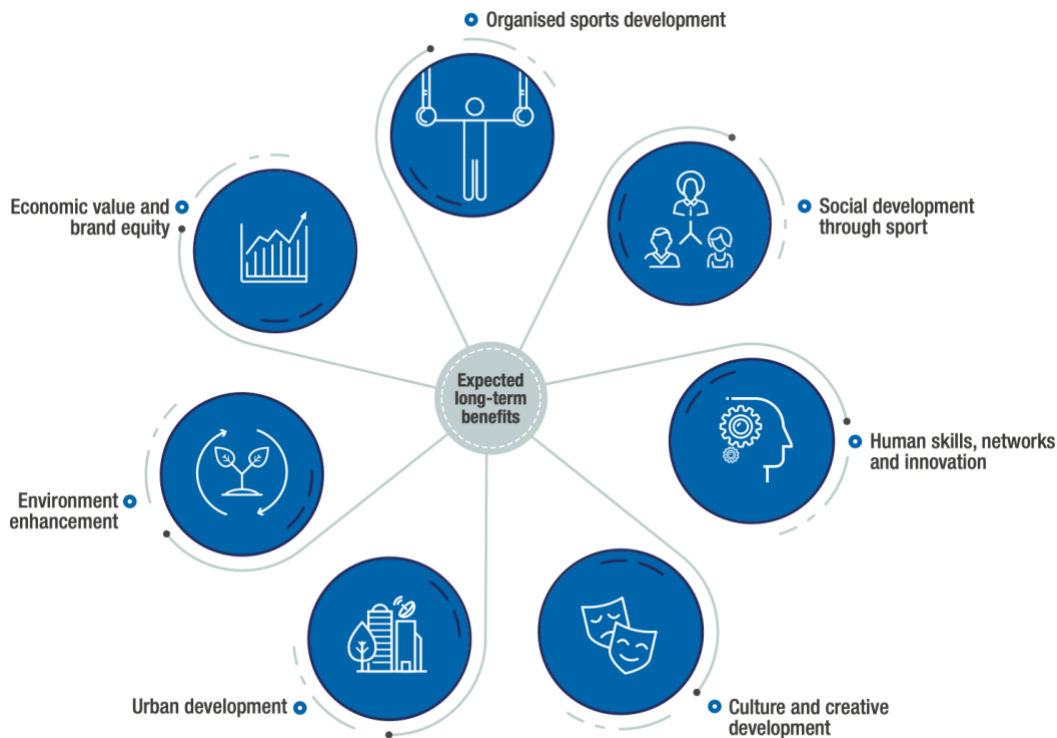 Organised sports development
Social development
through sport
Human skills, networks
and innovation
Culture and creative
development
Urban development
Environment
enhancement
Economic value and
brand equity
Expected
long-term
benefits